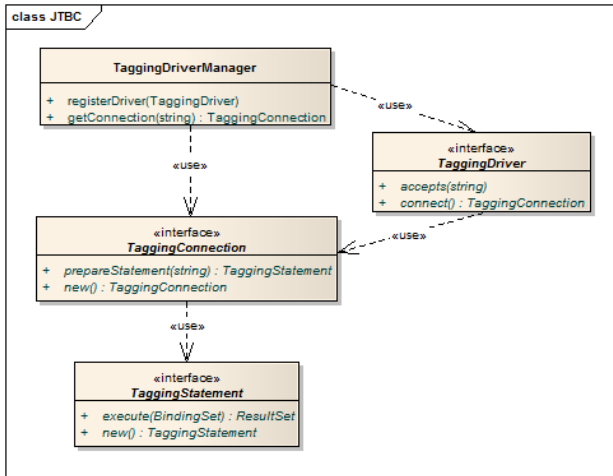 class JTBC
TaggingDriverManager
+ registerDriver(TaggingDriver)
+ getConnection(string) : TaggingConnection
«use»
«use»
«interface»
TaggingDriver
+ accepts(string)
+ connect() : TaggingConnection
«interface»
TaggingConnection
+ prepareStatement(string) : TaggingStatement
+ new() : TaggingConnection
«use»
«use»
«interface»
TaggingStatement
+ execute(BindingSet) : ResultSet
+ new() : TaggingStatement